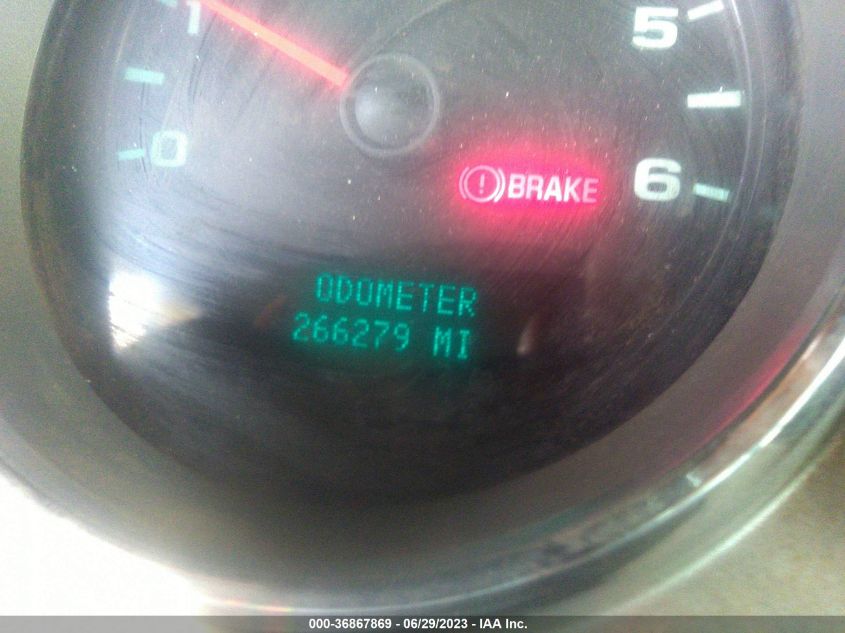 1
5
0
(!) BRAKE
6
ODOMETER
266279 MI
000-36867869 - 06/29/2023 - IAA Inc.